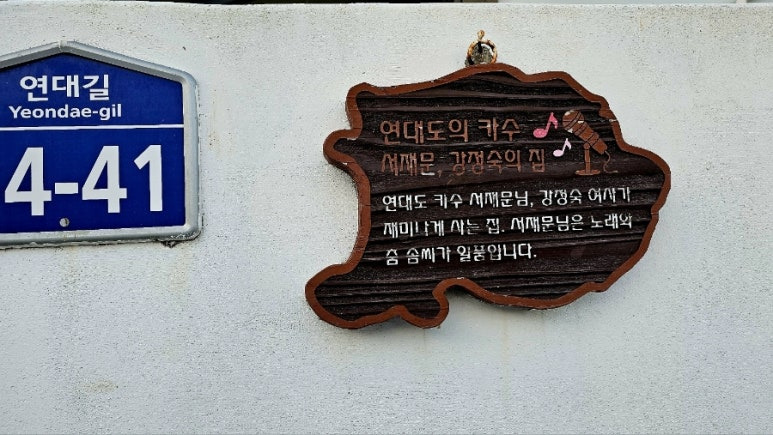 연대길
Yeondae-gil
4-41
연대도의 카수
서재문, 강정숙의 집
연대도 카수 서재문님, 강정숙 여사가
재미나게 사는 집. 서재문님은 노래와
춤 솜씨가 일품입니다.